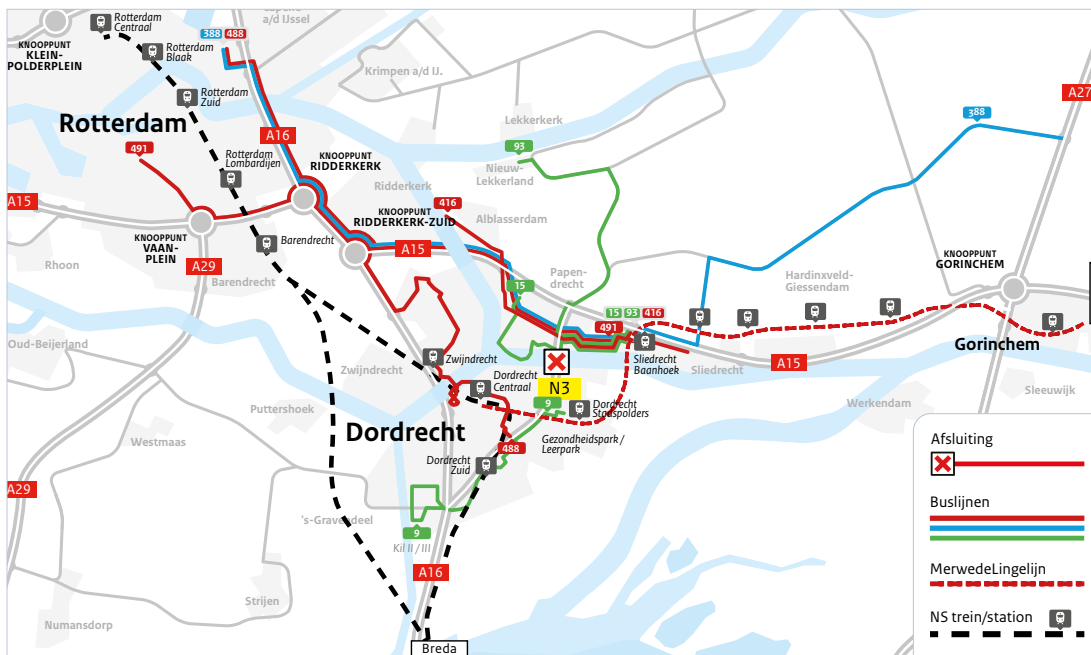 Rotterdam
Centraal
Capelle
a/d IJssel
KNOOPPUNT
KLEIN-
POLDERPLEIN
Rotterdam
Blaak
388
488
Krimpen a/d IJ.
A27
Rotterdam
Zuid
Rotterdam
A16
Lekkerkerk
388
491
Rotterdam
Lombardijen
KNOOPPUNT
RIDDERKERK
93
Nieuw-
Lekkerland
Ridderkerk
A15
KNOOPPUNT
RIDDERKERK-ZUID
416
Alblasserdam
KNOOPPUNT
VAAN-
PLEIN
Barendrecht
A15
KNOOPPUNT
GORINCHEM
Rhoon
A29
Barendrecht
Papen-
drecht
Hardinxveld-
Giessendam
15
15
93
416
491
Oud-Beijerland
Zwijndrecht
Zwijndrecht
Sliedrecht
Baanhoek
Sliedrecht
A15
Gorinchem
Dordrecht
Centraal
N3
Sleeuwijk
Puttershoek
9
Dordrecht
Stadspolders
Werkendam
Westmaas
Dordrecht
488
Gezondheidspark /
Leerpark
Dordrecht
Zuid
A29
's-Gravendeel
9
Kil II / III
A16
Strijen
Numansdorp
Breda
Afsluiting
Buslijnen
MerwedeLingelijn
NS trein/station